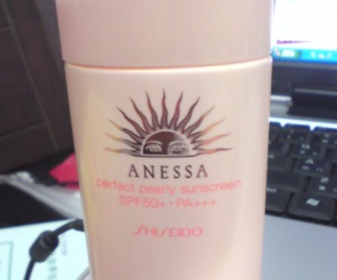 ANESSA
perfect pearly sunscreen
SPF50+・PA+++
SHISEIDO